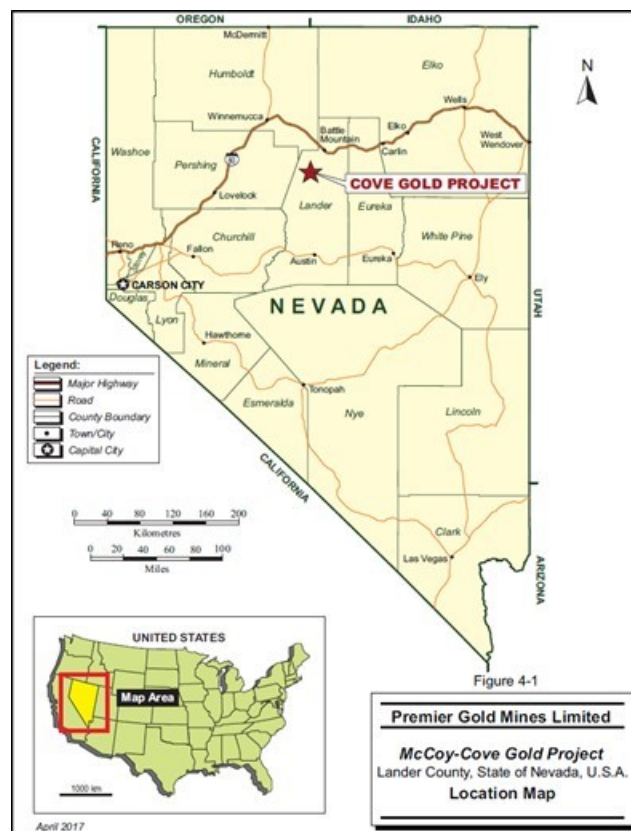 OREGON
IDAHO
McDermitt
Humboldt
Elko
N
Winnemucca
Wells
Battle
Mountain
Elko
Carlin
West
Wendover
CALIFORNIA
Washoe
Pershing
80
Lovelock
COVE GOLD PROJECT
Lander
Eureka
Churchill
White Pine
Reno
Fallon
Storey
Austin
Eureka
Ely
CARSON CITY
Douglas
NEVADA
UTAH
Lyon
Hawthorne
Mineral
Tonopah
Esmeralda
Nye
Lincoln
CALIFORNIA
Clark
Las Vegas
ARIZONA
Legend:
Major Highway
Road
County Boundary
Town/City
Capital City
0 40 80 120 160 200
Kilometres
0 20 40 60 80 100
Miles
UNITED STATES
Map Area
1000 km
April 2017
Figure 4-1
Premier Gold Mines Limited
McCoy-Cove Gold Project
Lander County, State of Nevada, U.S.A.
Location Map